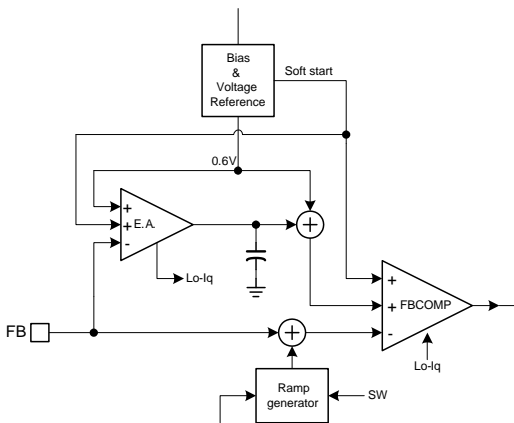 Bias
&
Voltage
Reference
Soft start
0.6V
+
+
-
E.A.
+
Lo-Iq
+
+
-
FBCOMP
FB
+
Lo-Iq
Ramp
generator
SW